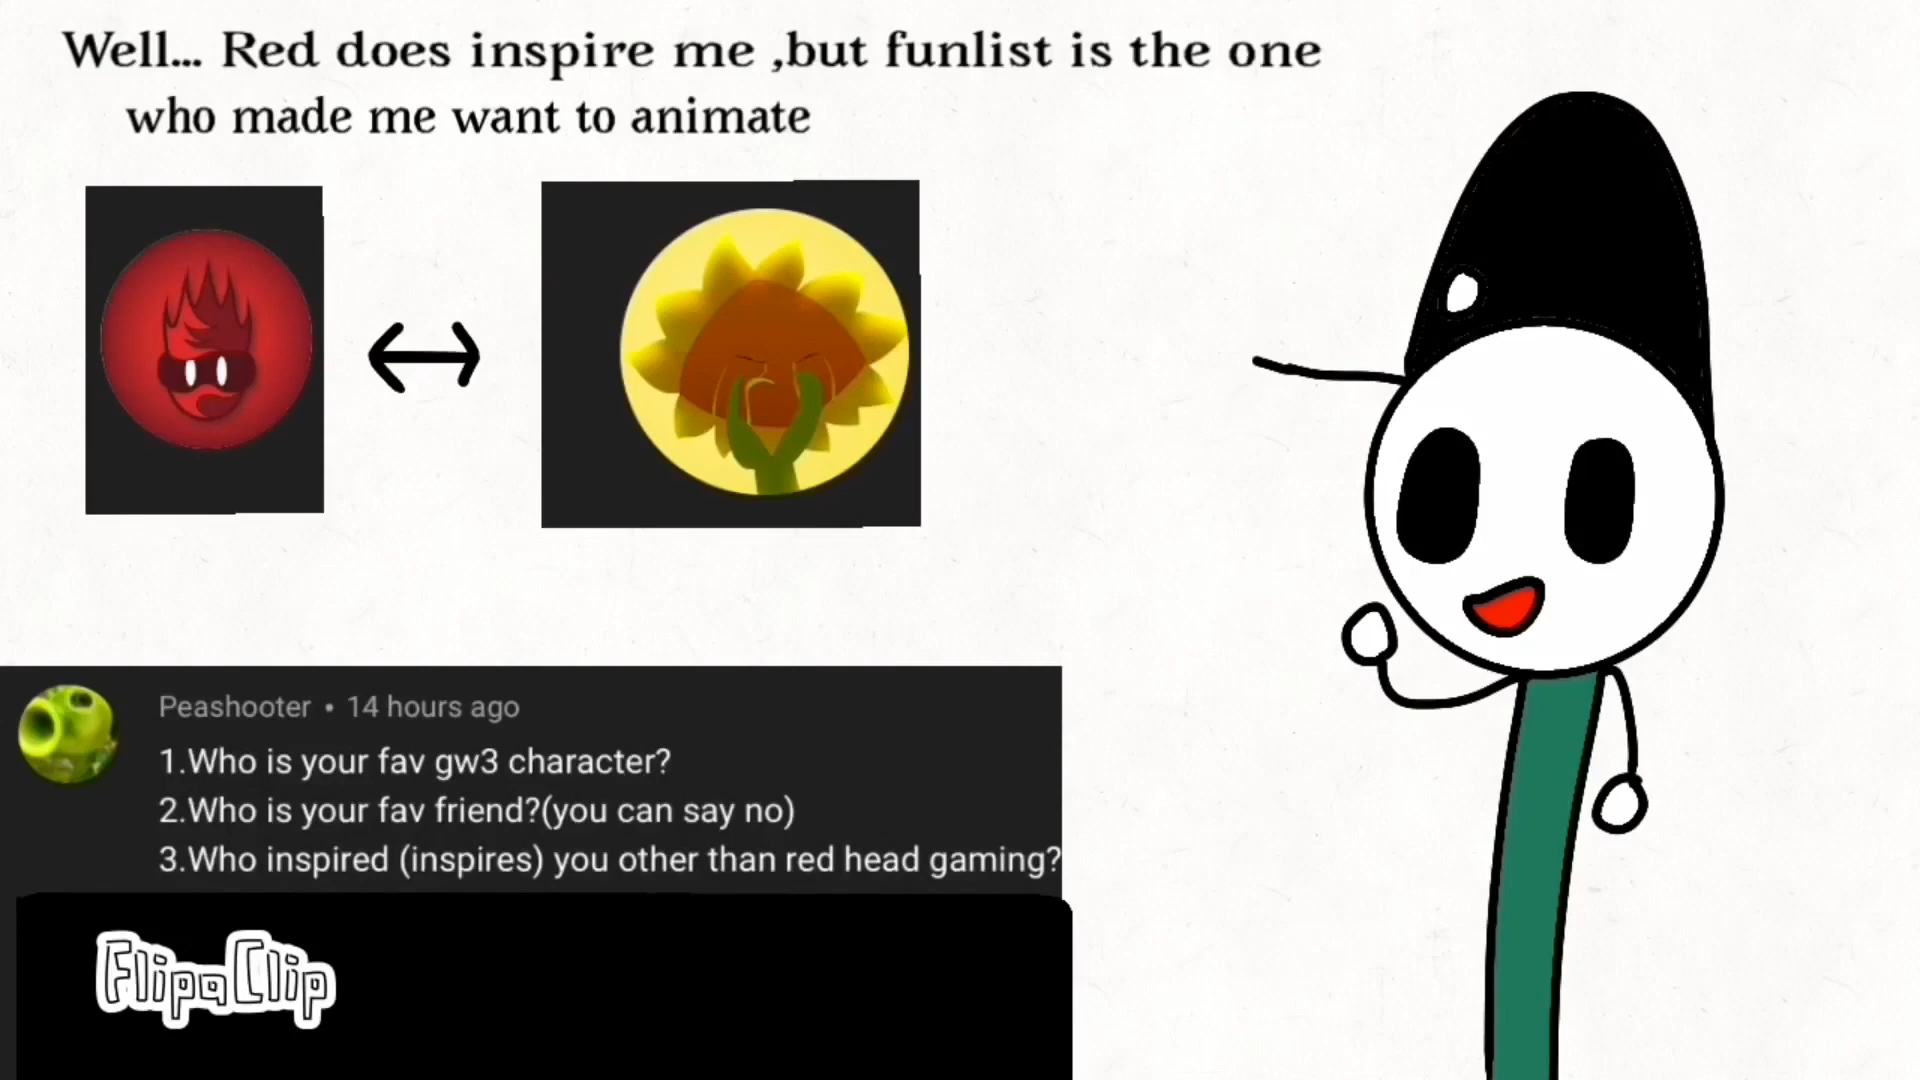 Well... Red does inspire me ,but funlist is the one
who made me want to animate
Peashooter • 14 hours ago
1.Who is your fav gw3 character?
2.Who is your fav friend?(you can say no)
3.Who inspired (inspires) you other than red head gaming?
FlipaClip